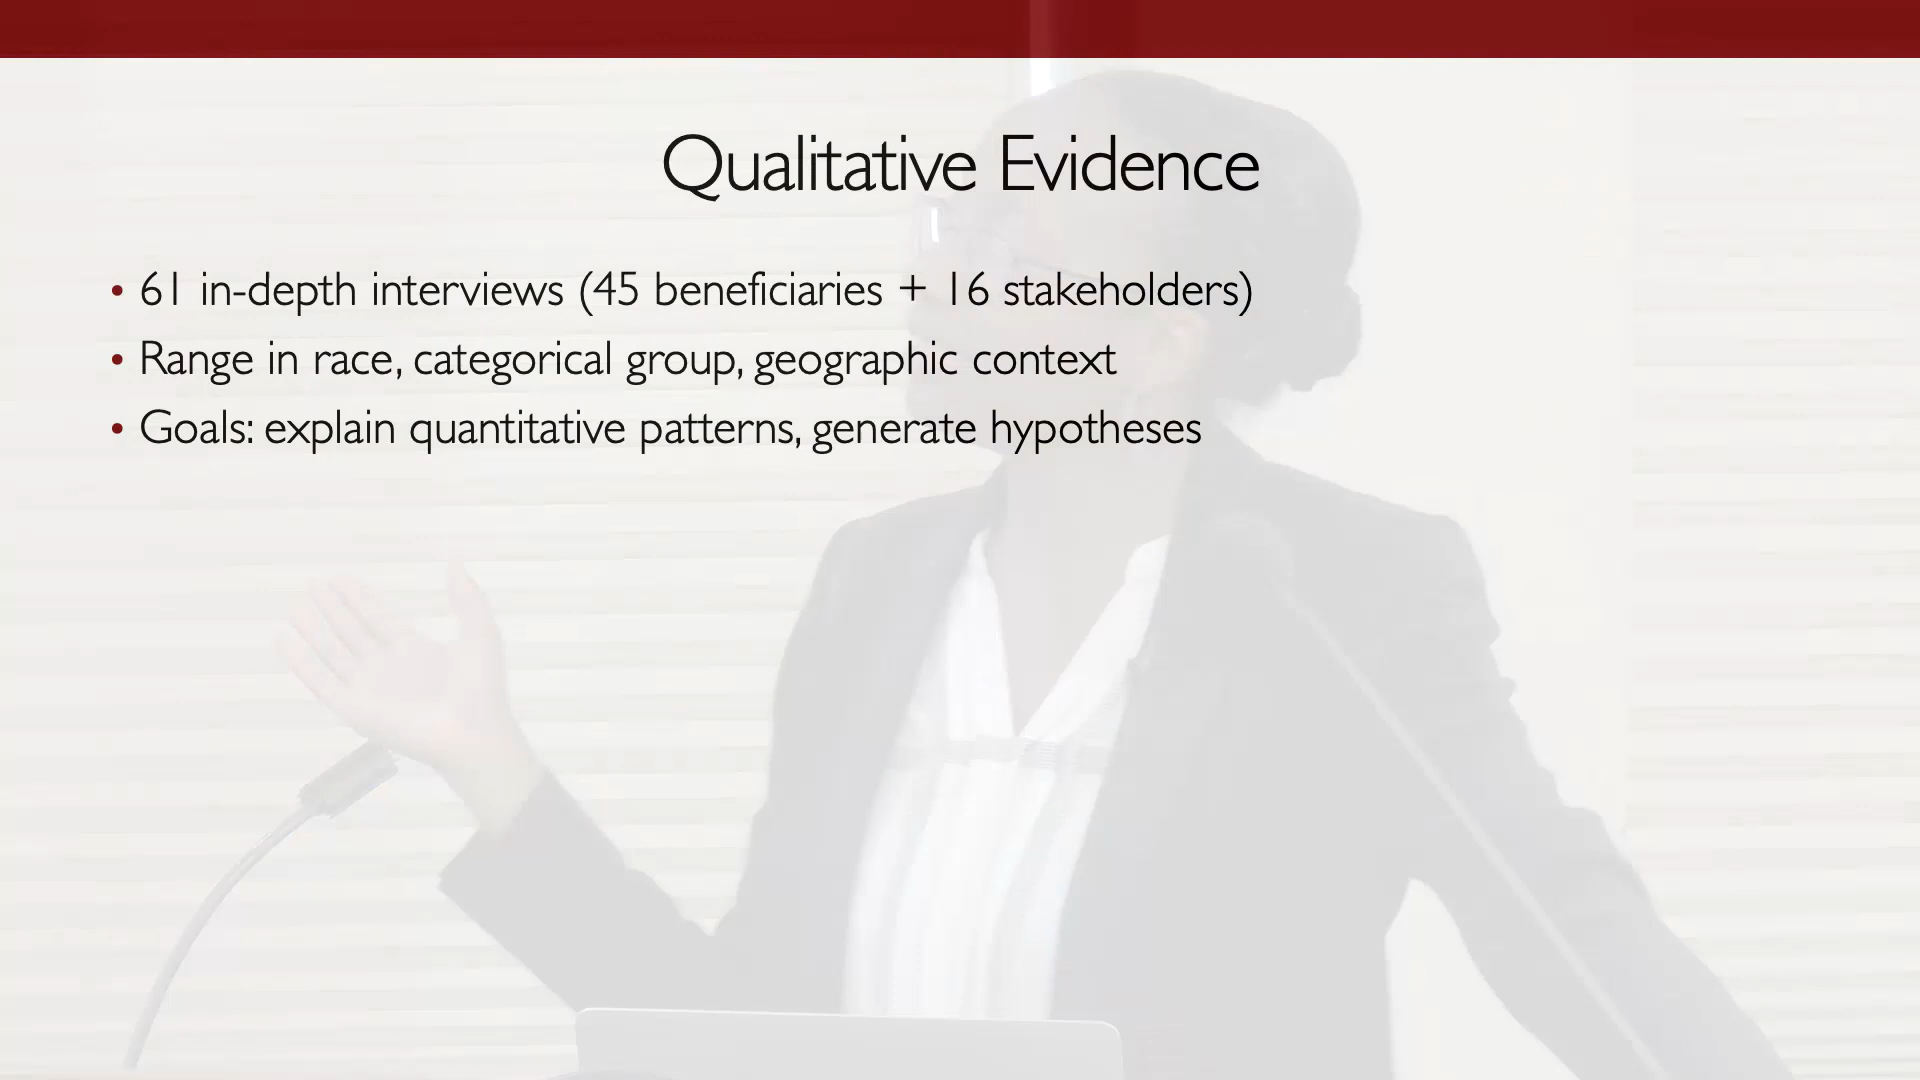 Qualitative Evidence
• 61 in-depth interviews (45 beneficiaries + 16 stakeholders)
• Range in race, categorical group, geographic context
• Goals: explain quantitative patterns, generate hypotheses